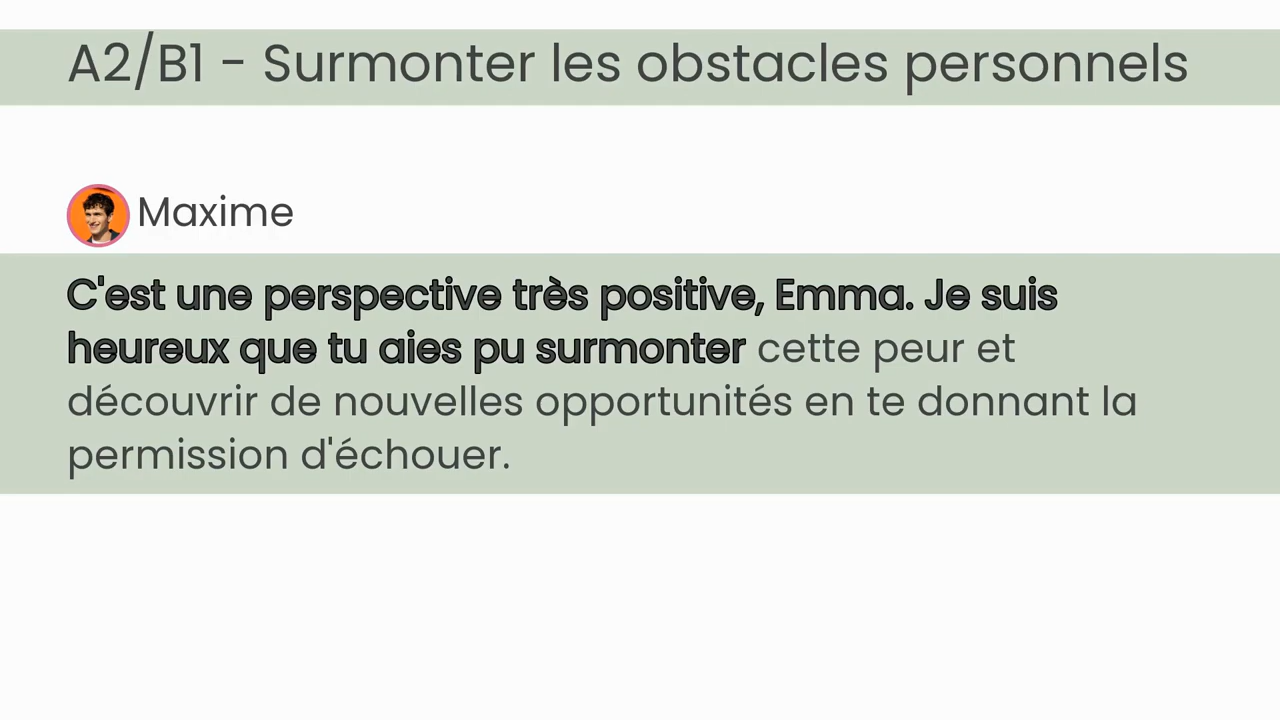 A2/B1 - Surmonter les obstacles personnels
Maxime
C'est une perspective très positive, Emma. Je suis
heureux que tu aies pu surmonter cette peur et
découvrir de nouvelles opportunités en te donnant la
permission d'échouer.